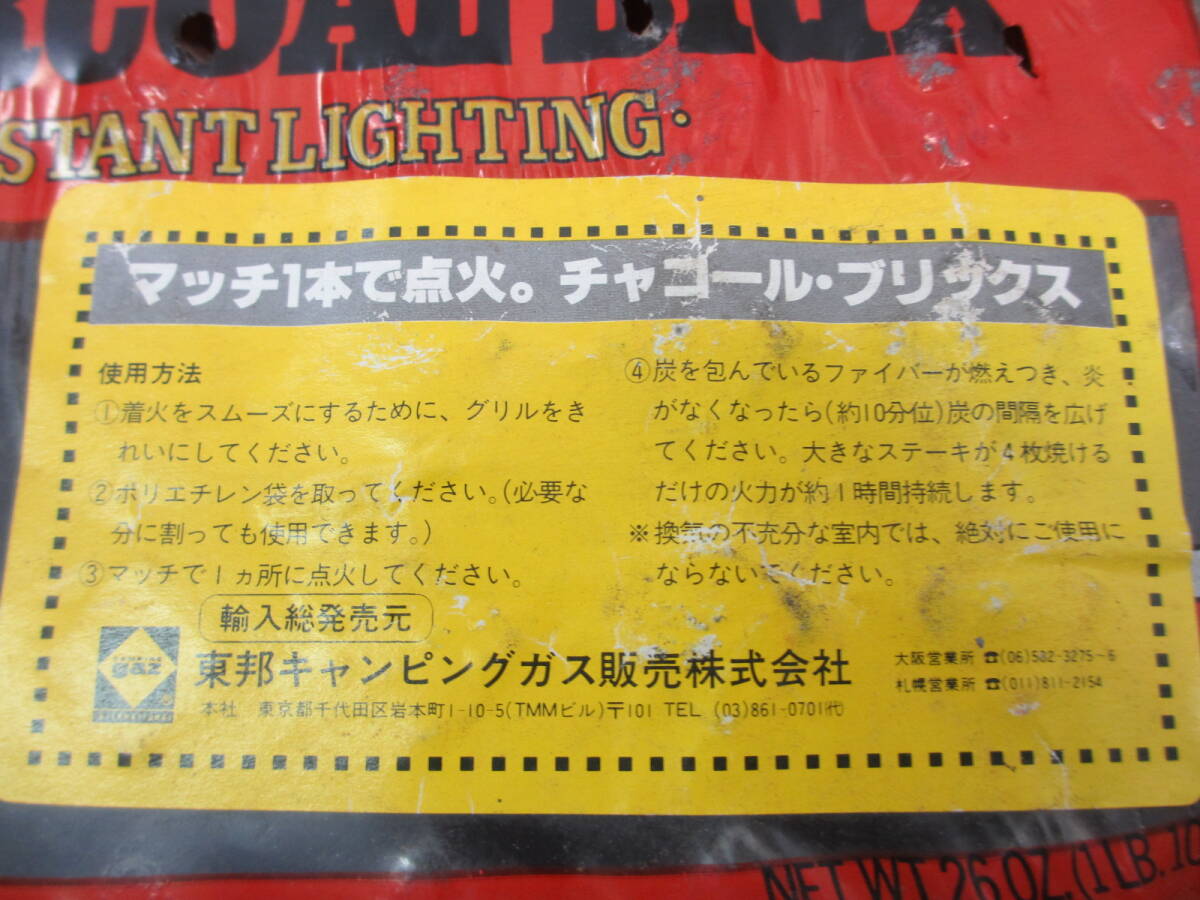 BRIX
STANT LIGHTING.
マッチ1本で点火。チャコール・ブリックス
使用方法
①着火をスムーズにするために、グリルをき
れいにしてください。
②ポリエチレン袋を取ってください。(必要な
分に割っても使用できます。)
③マッチで1ヵ所に点火してください。
④炭を包んでいるファイバーが燃えつき、炎
がなくなったら(約10分位)炭の間隔を広げ
てください。大きなステーキが4枚焼ける
だけの火力が約1時間持続します。
※換気の不充分な室内では、絶対にご使用に
ならないでください。
輸入総発売元
gaz
東邦キャンピングガス販売株式会社
本社 東京都千代田区岩本町1-10-5(TMMビル)〒101 TEL (03)861-0701㈹
大阪営業所 ☎(06)532-3275~6
札幌営業所 ☎(011)811-2154
NET WT. 26 OZ. (1 LB. 10